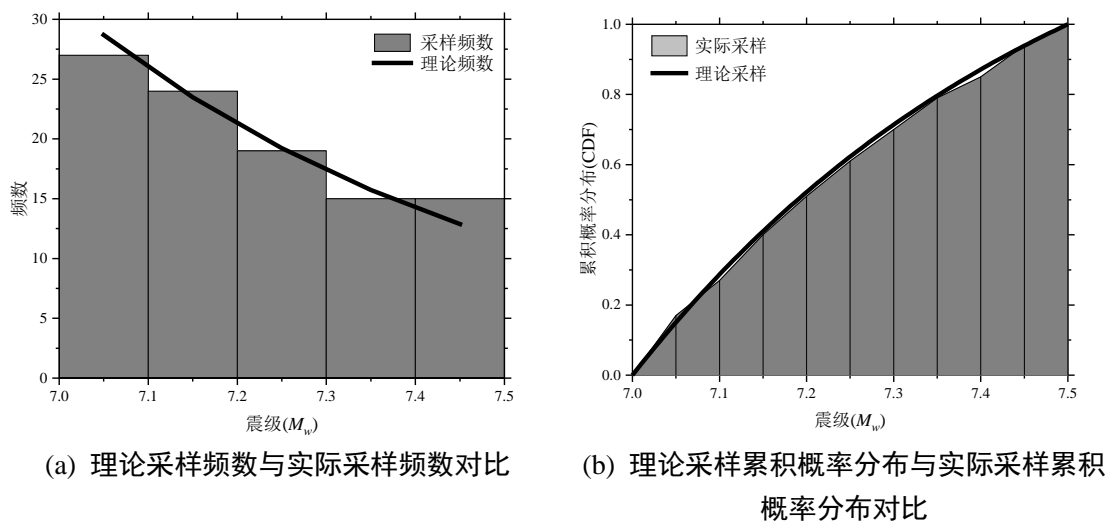 30
25
20
15
10
5
0
频数
采样频数
理论频数
7.0 7.1 7.2 7.3 7.4 7.5
震级(Mw)
(a) 理论采样频数与实际采样频数对比
1.0
0.8
0.6
0.4
0.2
0.0
累积概率分布(CDF)
实际采样
理论采样
7.0 7.1 7.2 7.3 7.4 7.5
震级(Mw)
(b) 理论采样累积概率分布与实际采样累积
概率分布对比